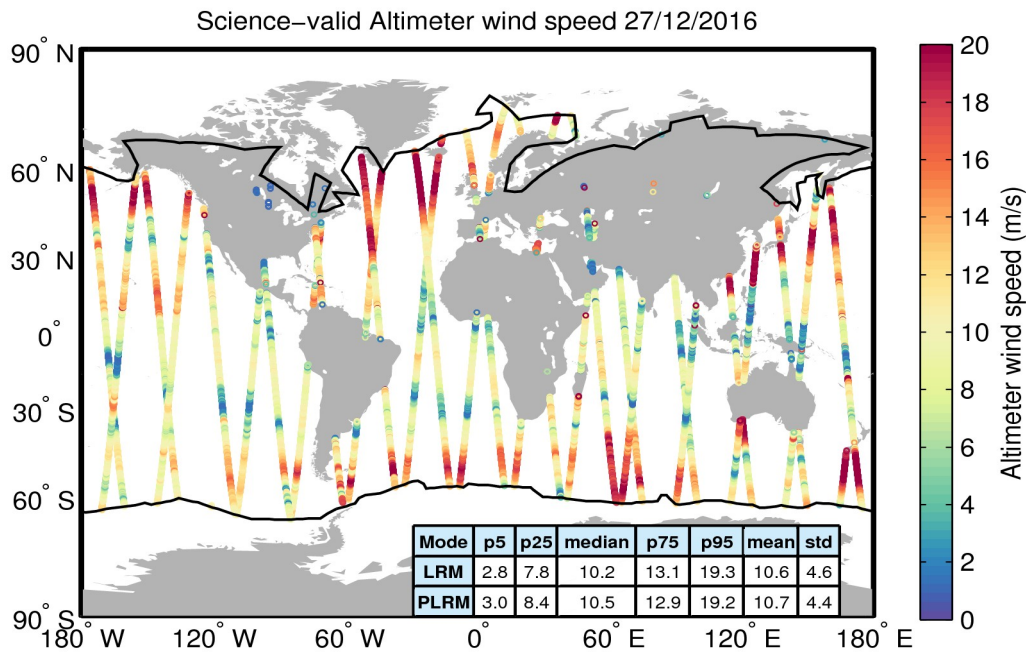 Science−valid Altimeter wind speed 27/12/2016
90° N
60° N
30° N
0°
30° S
60° S
90° S
180° W
120° W
60° W
0°
60° E
120° E
180° E
Mode p5 p25 median p75 p95 mean std
LRM 2.8 7.8 10.2 13.1 19.3 10.6 4.6
PLRM 3.0 8.4 10.5 12.9 19.2 10.7 4.4
20
18
16
14
12
10
8
6
4
2
0
Altimeter wind speed (m/s)